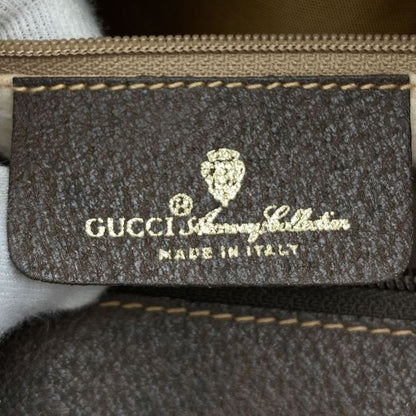 GUCCI® Accessory Collection
MADE IN ITALY